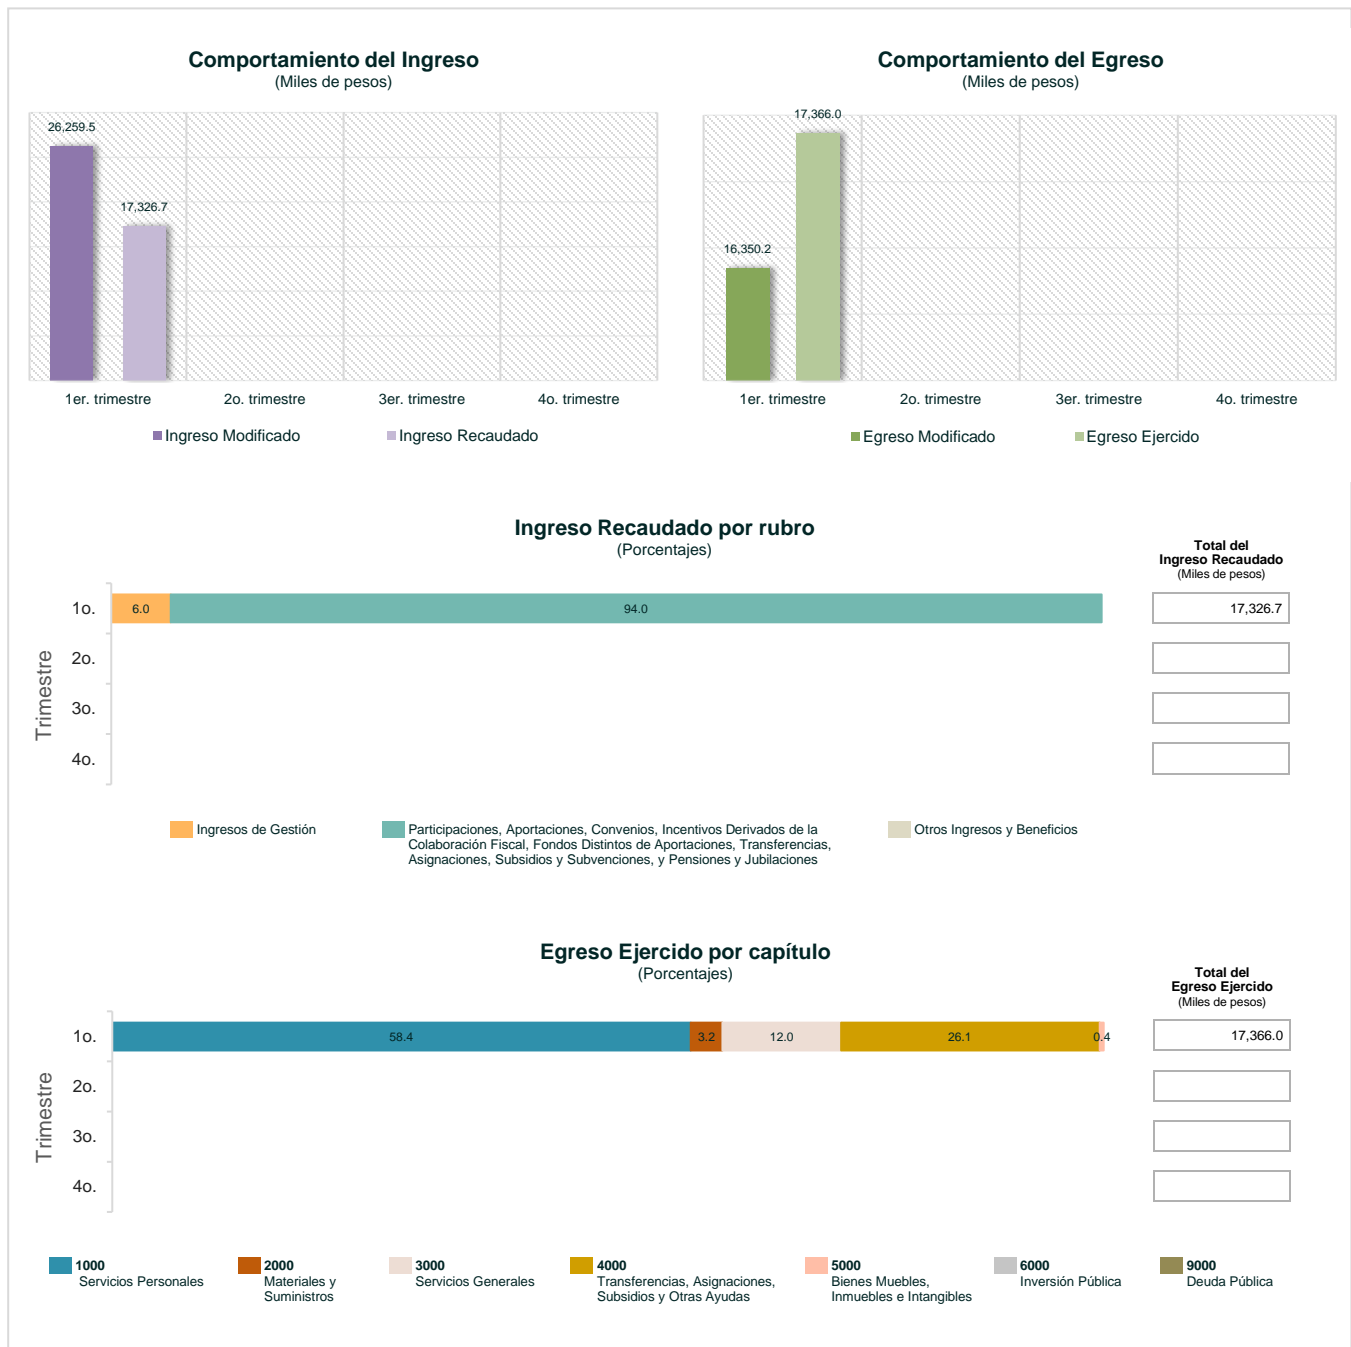 Comportamiento del Ingreso
(Miles de pesos)
26,259.5
17,326.7
1er. trimestre
2o. trimestre
3er. trimestre
4o. trimestre
Ingreso Modificado
Ingreso Recaudado
Comportamiento del Egreso
(Miles de pesos)
17,366.0
16,350.2
1er. trimestre
2o. trimestre
3er. trimestre
4o. trimestre
Egreso Modificado
Egreso Ejercido
Ingreso Recaudado por rubro
(Porcentajes)
Total del
Ingreso Recaudado
(Miles de pesos)
Trimestre
1o.
6.0
94.0
17,326.7
2o.
3o.
4o.
Ingresos de Gestión
Participaciones, Aportaciones, Convenios, Incentivos Derivados de la
Colaboración Fiscal, Fondos Distintos de Aportaciones, Transferencias,
Asignaciones, Subsidios y Subvenciones, y Pensiones y Jubilaciones
Otros Ingresos y Beneficios
Egreso Ejercido por capítulo
(Porcentajes)
Total del
Egreso Ejercido
(Miles de pesos)
Trimestre
1o.
58.4
3.2
12.0
26.1
0.4
17,366.0
2o.
3o.
4o.
1000
Servicios Personales
2000
Materiales y
Suministros
3000
Servicios Generales
4000
Transferencias, Asignaciones,
Subsidios y Otras Ayudas
5000
Bienes Muebles,
Inmuebles e Intangibles
6000
Inversión Pública
9000
Deuda Pública